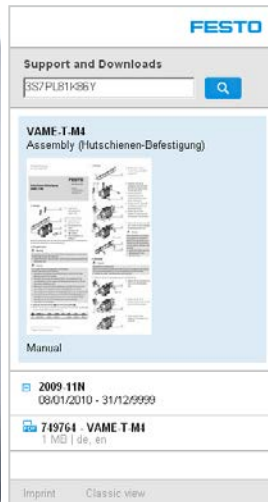 FESTO
Support and Downloads
3S7PL81K86Y
VAME-T-M4
Assembly (Hutschienen-Befestigung)
Manual
2009-11N
08/01/2010 - 31/12/9999
749764 - VAME-T-M4
1 MB | de, en
Imprint Classic view